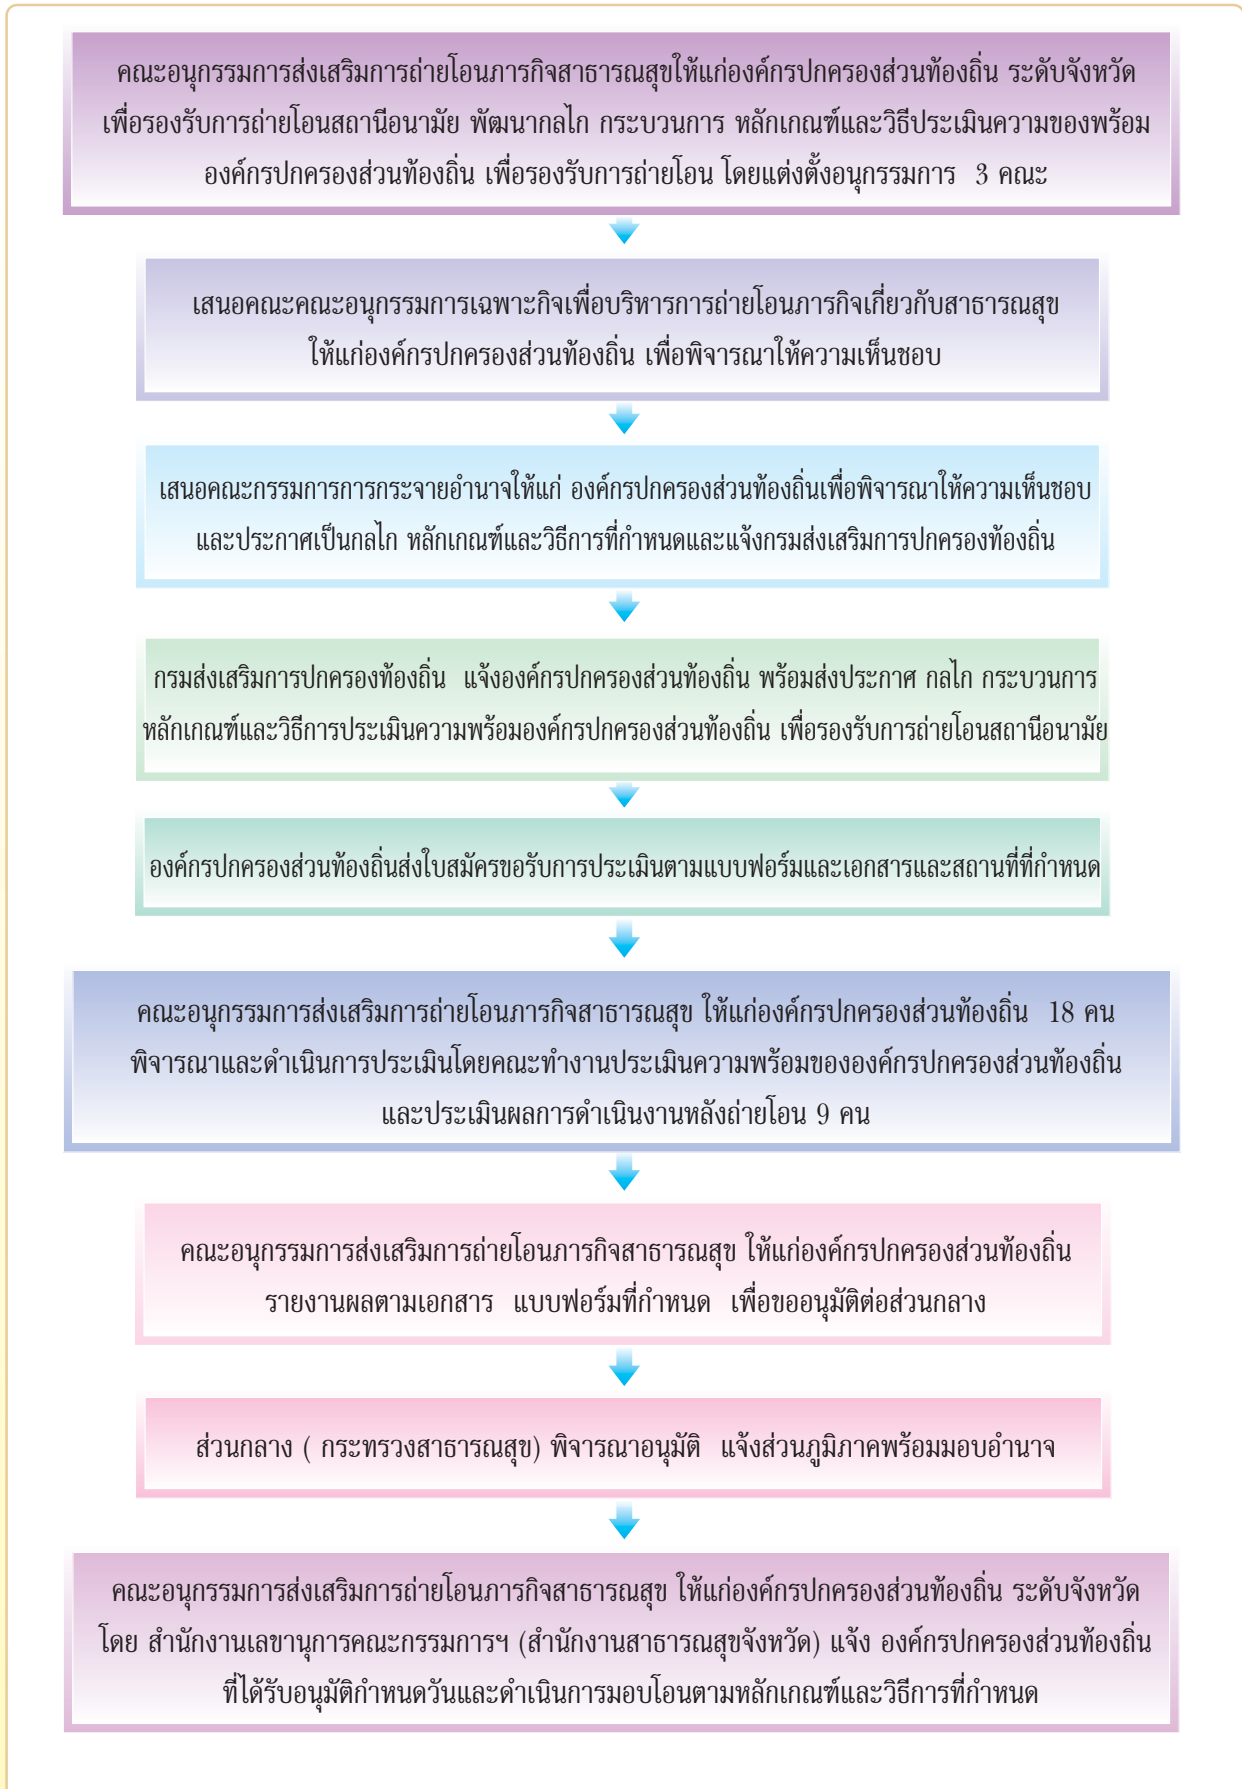 คณะอนุกรรมการส่งเสริมการถ่ายโอนภารกิจสาธารณสุขให้แก่องค์กรปกครองส่วนท้องถิ่น ระดับจังหวัด
เพื่อรองรับการถ่ายโอนสถานีอนามัย พัฒนากลไก กระบวนการ หลักเกณฑ์และวิธีประเมินความของพร้อม
องค์กรปกครองส่วนท้องถิ่น เพื่อรองรับการถ่ายโอน โดยแต่งตั้งอนุกรรมการ 3 คณะ
เสนอคณะคณะอนุกรรมการเฉพาะกิจเพื่อบริหารการถ่ายโอนภารกิจเกี่ยวกับสาธารณสุข
ให้แก่องค์กรปกครองส่วนท้องถิ่น เพื่อพิจารณาให้ความเห็นชอบ
เสนอคณะกรรมการการกระจายอำนาจให้แก่ องค์กรปกครองส่วนท้องถิ่นเพื่อพิจารณาให้ความเห็นชอบ
และประกาศเป็นกลไก หลักเกณฑ์และวิธีการที่กำหนดและแจ้งกรมส่งเสริมการปกครองท้องถิ่น
กรมส่งเสริมการปกครองท้องถิ่น แจ้งองค์กรปกครองส่วนท้องถิ่น พร้อมส่งประกาศ กลไก กระบวนการ
หลักเกณฑ์และวิธีการประเมินความพร้อมองค์กรปกครองส่วนท้องถิ่น เพื่อรองรับการถ่ายโอนสถานีอนามัย
องค์กรปกครองส่วนท้องถิ่นส่งใบสมัครขอรับการประเมินตามแบบฟอร์มและเอกสารและสถานที่ที่กำหนด
คณะอนุกรรมการส่งเสริมการถ่ายโอนภารกิจสาธารณสุข ให้แก่องค์กรปกครองส่วนท้องถิ่น 18 คน
พิจารณาและดำเนินการประเมินโดยคณะทำงานประเมินความพร้อมขององค์กรปกครองส่วนท้องถิ่น
และประเมินผลการดำเนินงานหลังถ่ายโอน 9 คน
คณะอนุกรรมการส่งเสริมการถ่ายโอนภารกิจสาธารณสุข ให้แก่องค์กรปกครองส่วนท้องถิ่น
รายงานผลตามเอกสาร แบบฟอร์มที่กำหนด เพื่อขออนุมัติต่อส่วนกลาง
ส่วนกลาง ( กระทรวงสาธารณสุข) พิจารณาอนุมัติ แจ้งส่วนภูมิภาคพร้อมมอบอำนาจ
คณะอนุกรรมการส่งเสริมการถ่ายโอนภารกิจสาธารณสุข ให้แก่องค์กรปกครองส่วนท้องถิ่น ระดับจังหวัด
โดย สำนักงานเลขานุการคณะกรรมการฯ (สำนักงานสาธารณสุขจังหวัด) แจ้ง องค์กรปกครองส่วนท้องถิ่น
ที่ได้รับอนุมัติกำหนดวันและดำเนินการมอบโอนตามหลักเกณฑ์และวิธีการที่กำหนด